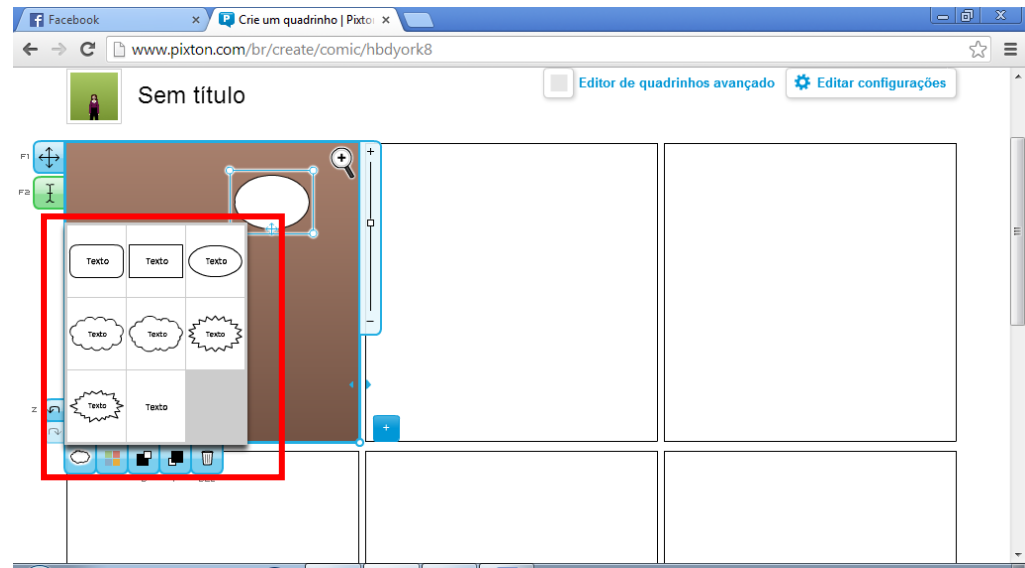 Facebook
Crie um quadrinho | Pixto
www.pixton.com/br/create/comic/hbdyork8
Sem título
Editor de quadrinhos avançado
Editar configurações
F1
F2
Texto Texto Texto
Texto Texto Texto
Texto Texto
Z